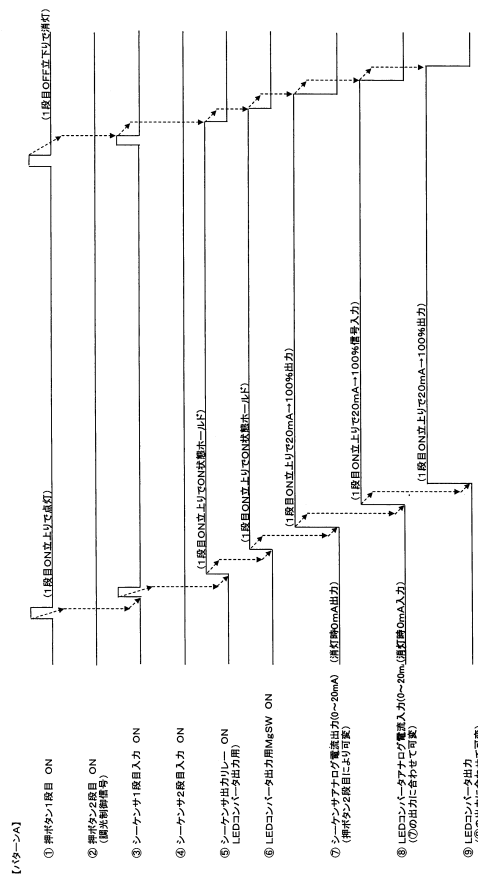 【パターンA】
① 押ボタン1段目 ON
(1段目ON立上りで点灯)
(1段目OFF立下りで消灯)
② 押ボタン2段目 ON
(調光制御信号)
③ シーケンサ1段目入力 ON
④ シーケンサ2段目入力 ON
⑤ シーケンサ出力リレー ON
LEDコンバータ出力用)
(1段目ON立上りでON状態ホールド)
⑥ LEDコンバータ出力用MgSW ON
(1段目ON立上りでON状態ホールド)
⑦ シーケンサアナログ電流出力(0~20mA)
(押ボタン2段目により可変)
(消灯時0mA出力)
(1段目ON立上りで20mA→100%出力)
⑧ LEDコンバータアナログ電流入力(0~20m
(⑦の出力に合わせて可変)
(消灯時0mA入力)
(1段目ON立上りで20mA→100%信号入力)
⑨ LEDコンバータ出力
(1段目ON立上りで20mA→100%出力)